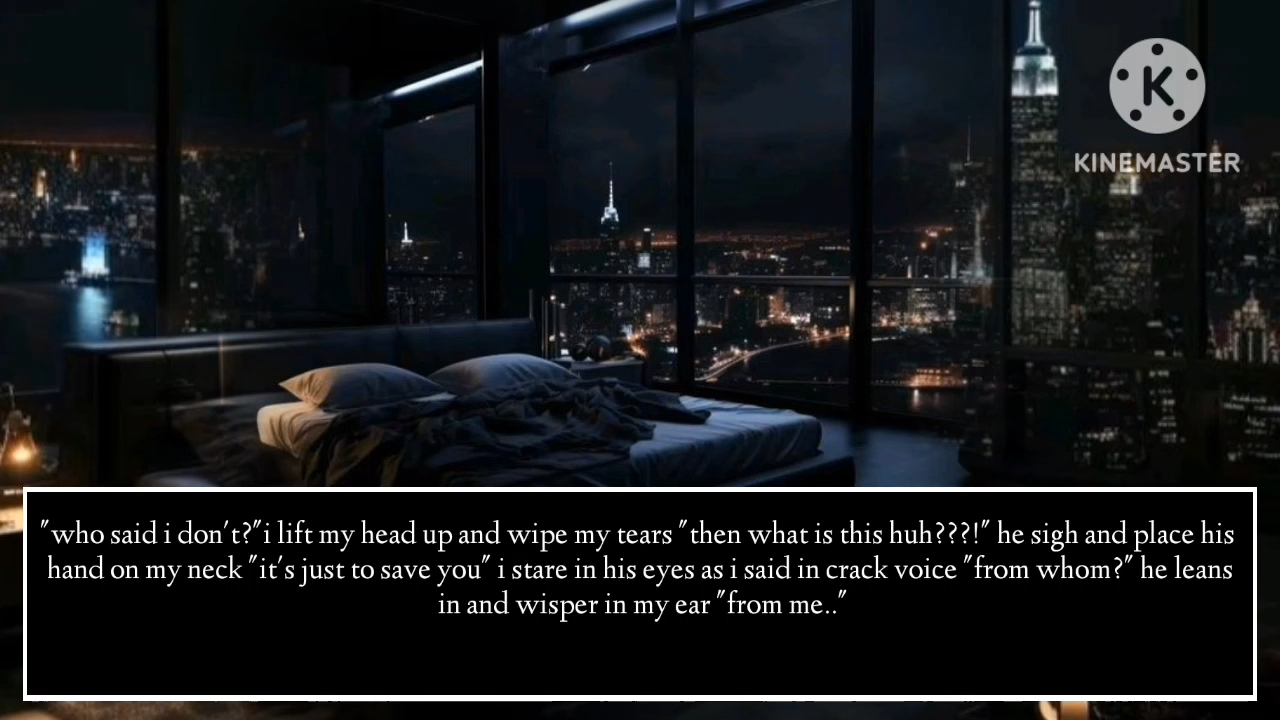 K
KINEMASTER
"who said i don't?"i lift my head up and wipe my tears "then what is this huh???!" he sigh and place his
hand on my neck "it's just to save you" i stare in his eyes as i said in crack voice "from whom?" he leans
in and wisper in my ear "from me.."